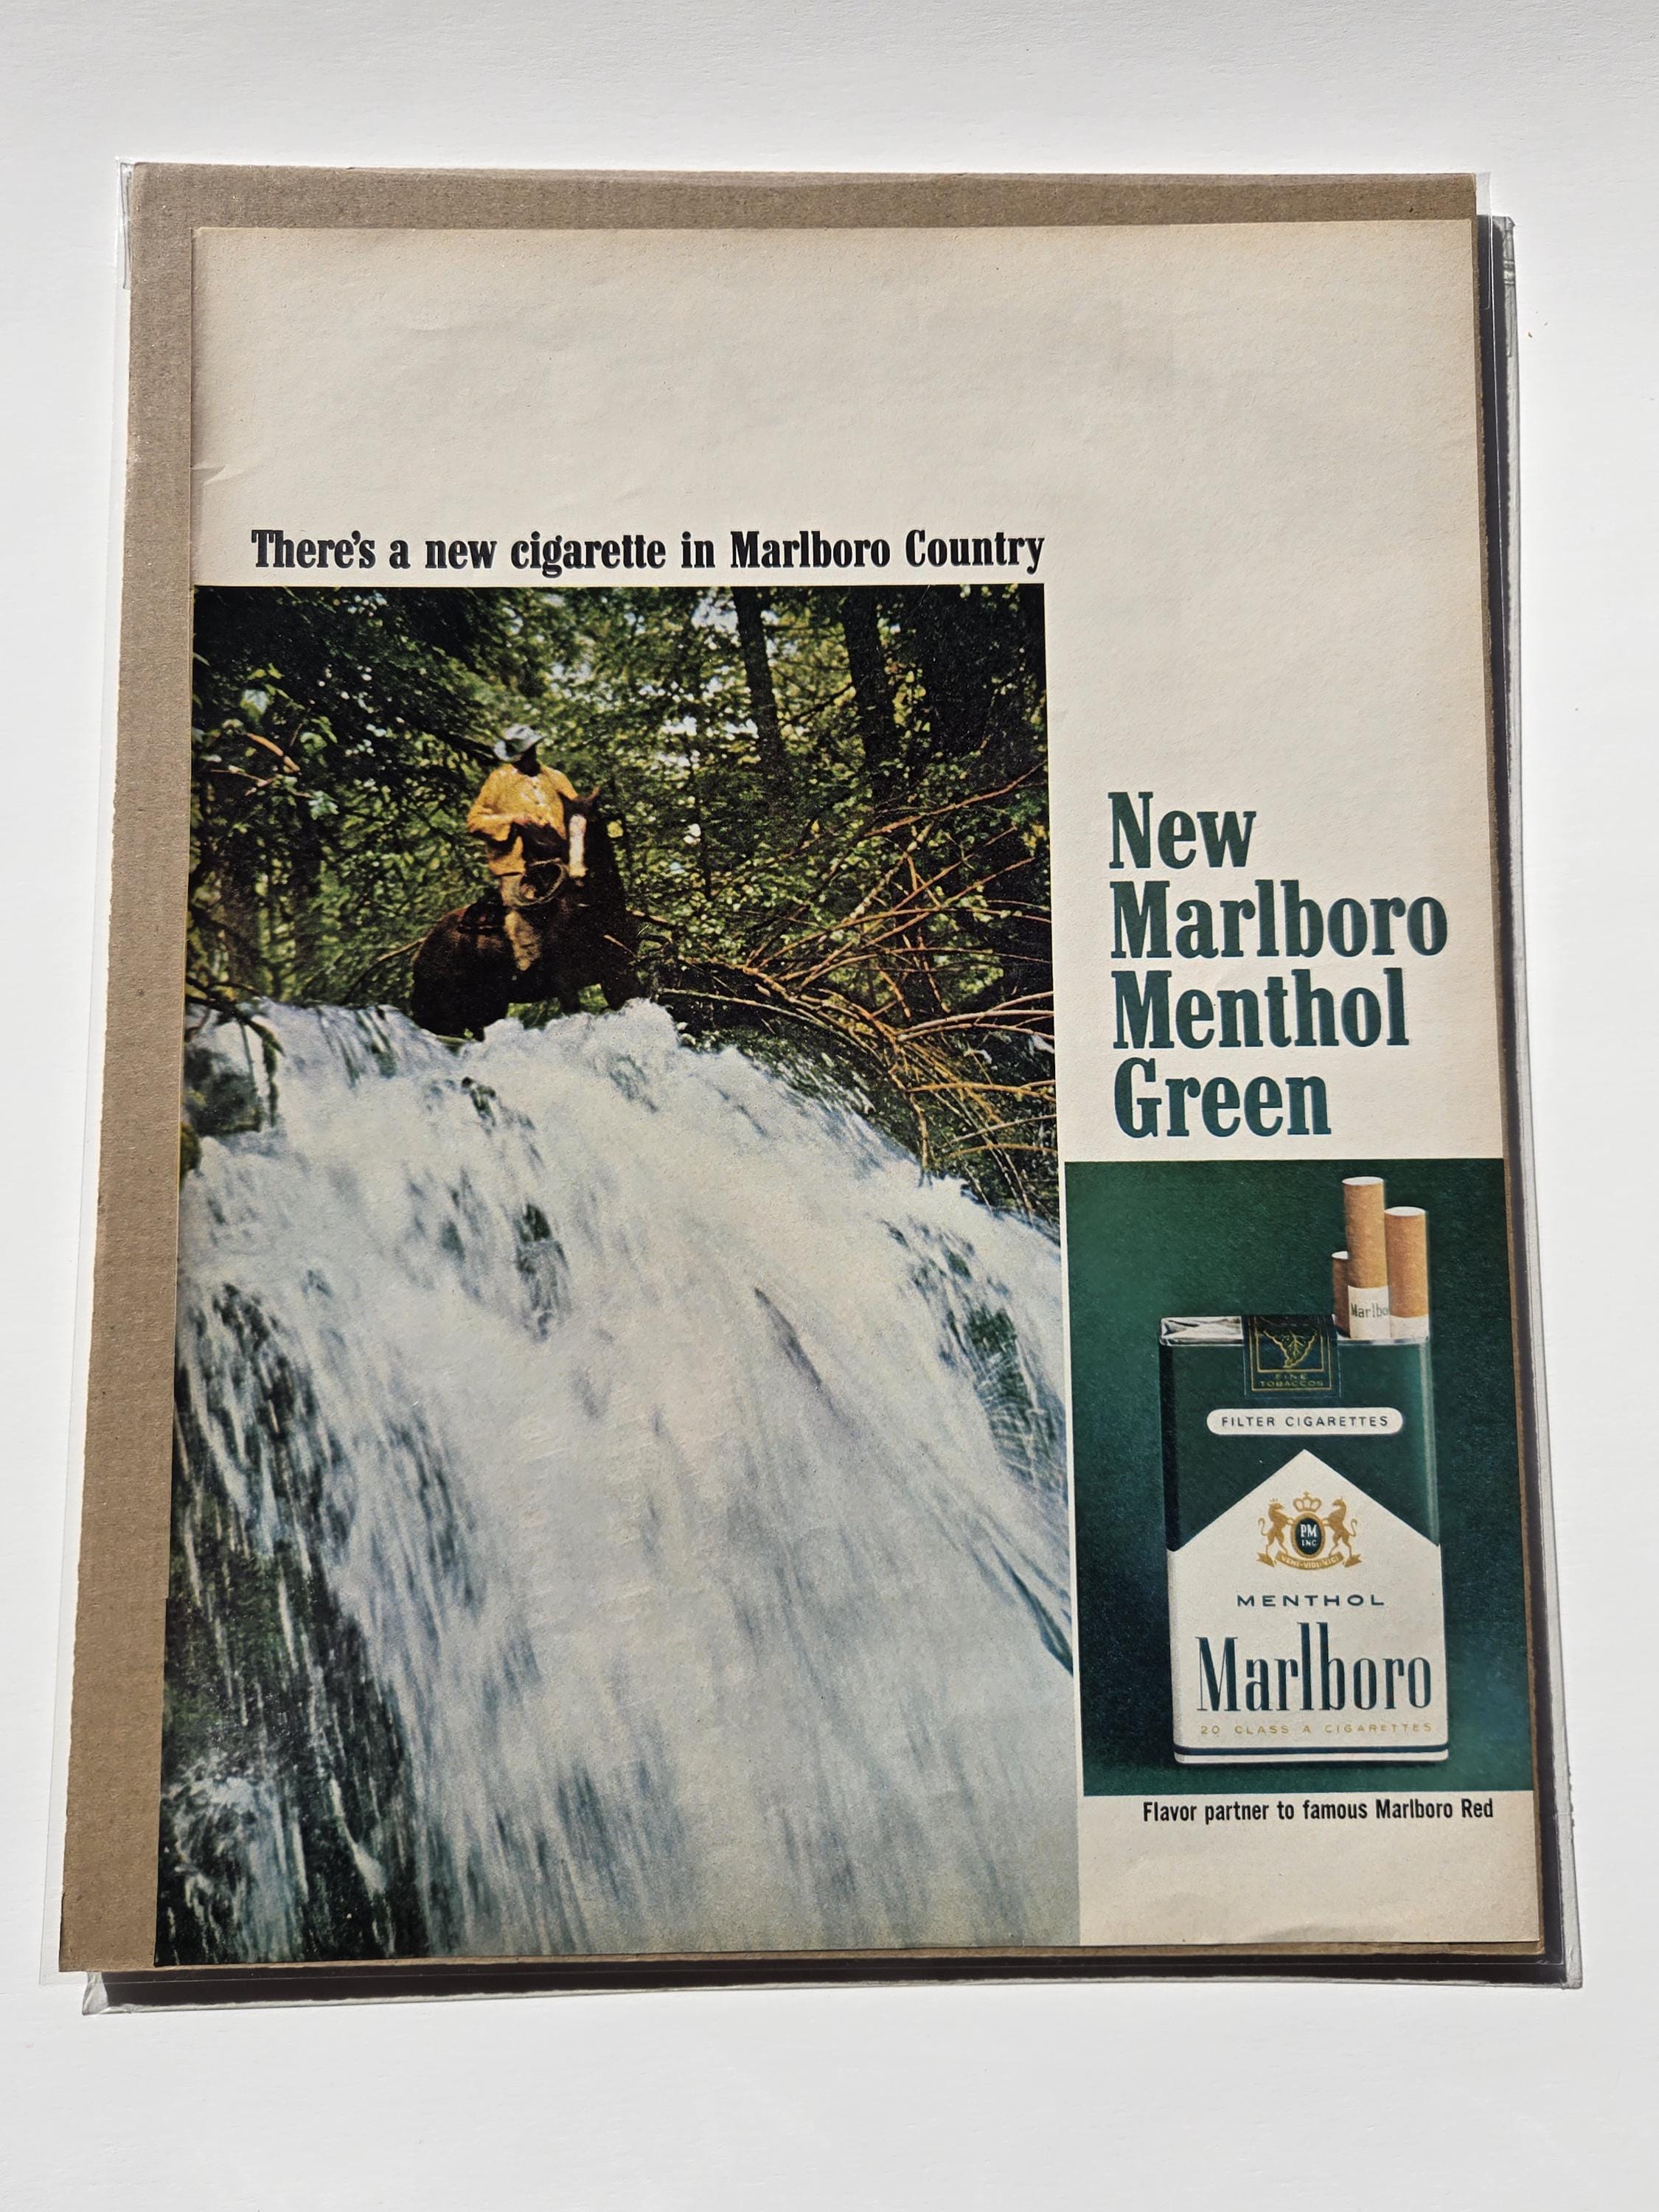 There's a new cigarette in Marlboro Country
New
Marlboro
Menthol
Green
Marlbo
FINE
TOBACCOS
FILTER CIGARETTES
PM
INC
VENI-VIDI-VICI
MENTHOL
Marlboro
20 CLASS A CIGARETTES
Flavor partner to famous Marlboro Red